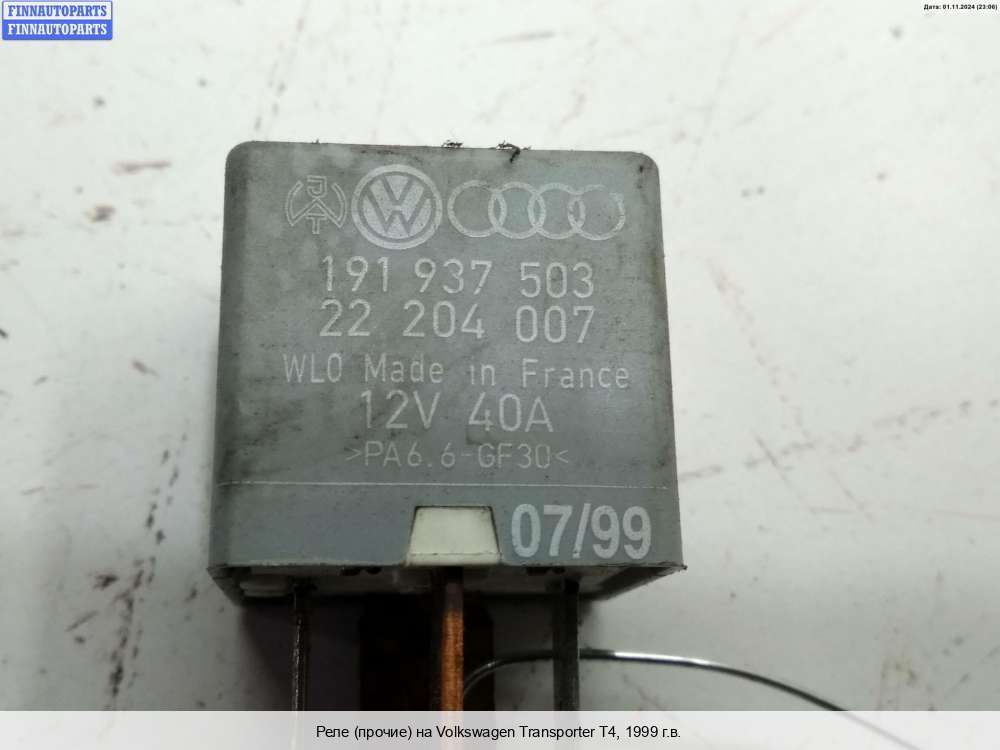 FINNAUTOPARTS
FINNAUTOPARTS
Дата: 01.11.2024 (23:06)
191 937 503
22 204 007
WLO Made in France
12V 40A
>PA6.6-GF30<
07/99
Реле (прочие) на Volkswagen Transporter T4, 1999 г.в.